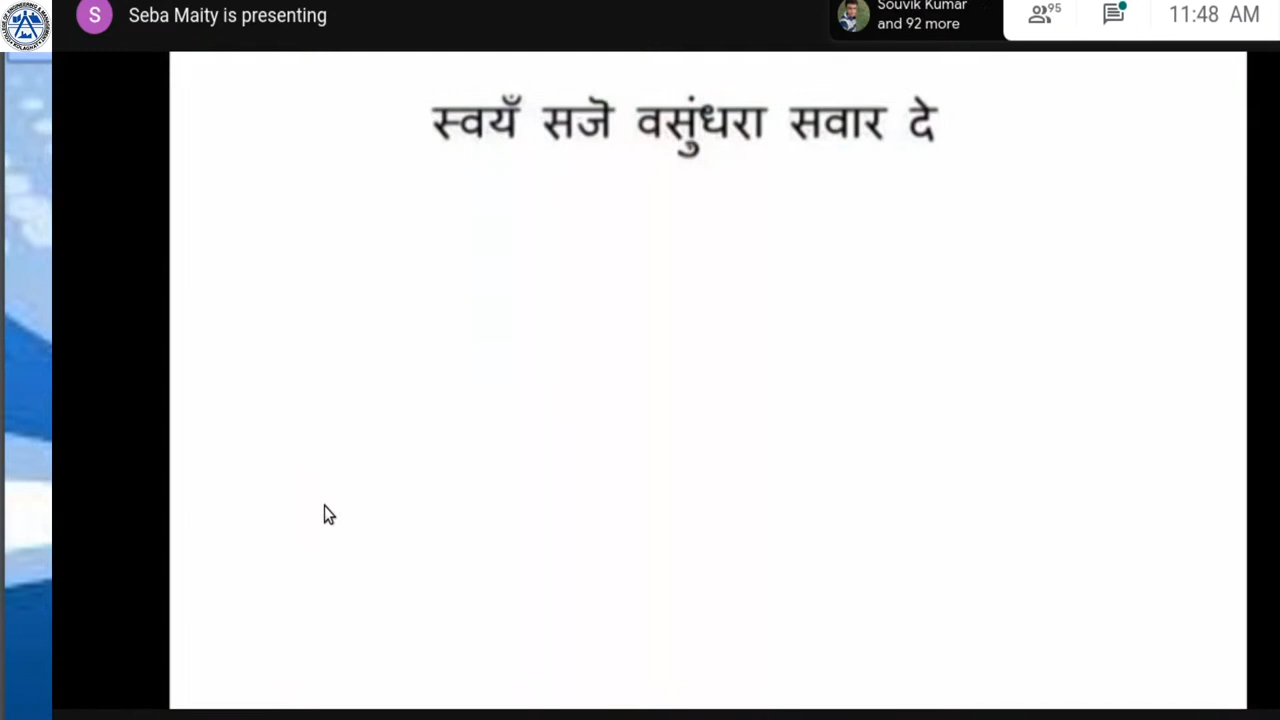 S Seba Maity is presenting
Souvik Kumar
and 92 more
95
11:48 AM
स्वयँ सजॆ वसुंधरा सवार दे